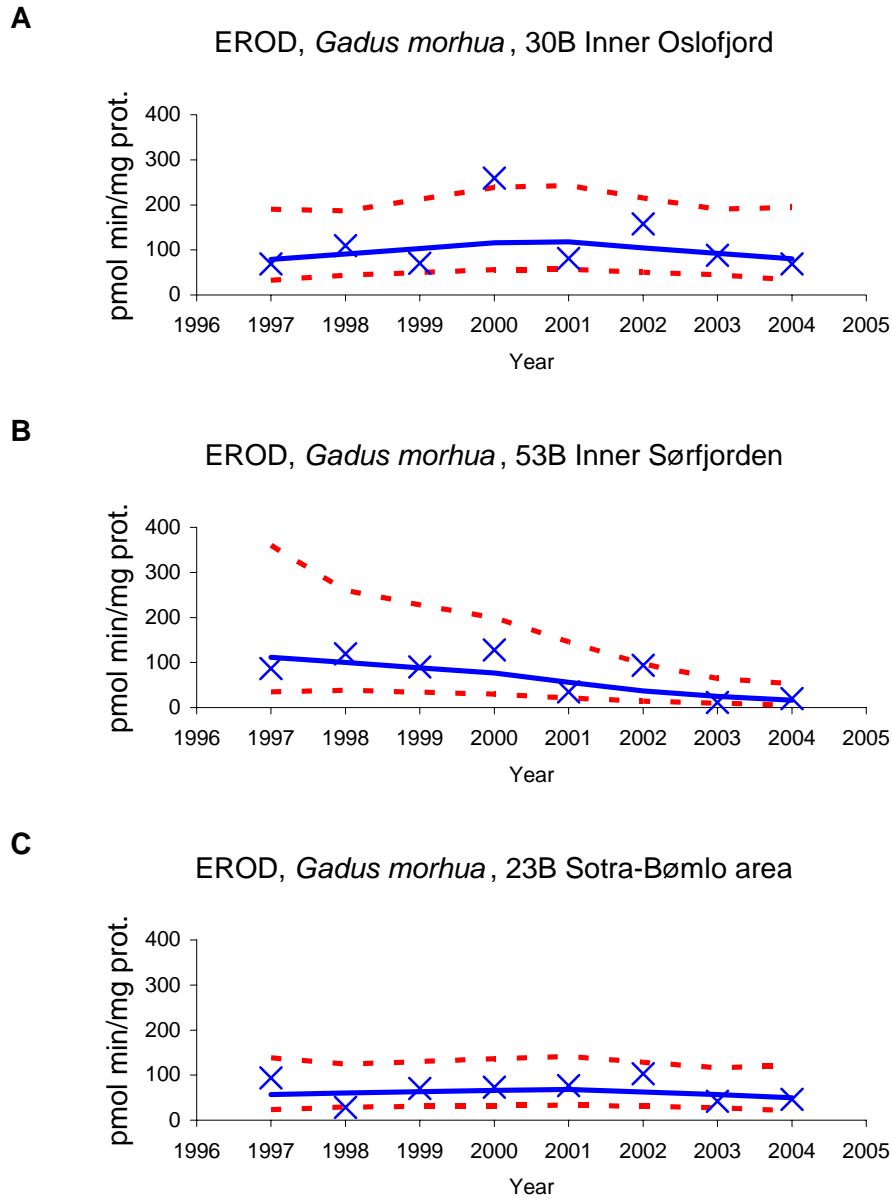 A
EROD, Gadus morhua, 30B Inner Oslofjord
pmol min/mg prot.
400
300
200
100
0
1996 1997 1998 1999 2000 2001 2002 2003 2004 2005
Year
B
EROD, Gadus morhua, 53B Inner Sørfjorden
pmol min/mg prot.
400
300
200
100
0
1996 1997 1998 1999 2000 2001 2002 2003 2004 2005
Year
C
EROD, Gadus morhua, 23B Sotra-Bømlo area
pmol min/mg prot.
400
300
200
100
0
1996 1997 1998 1999 2000 2001 2002 2003 2004 2005
Year